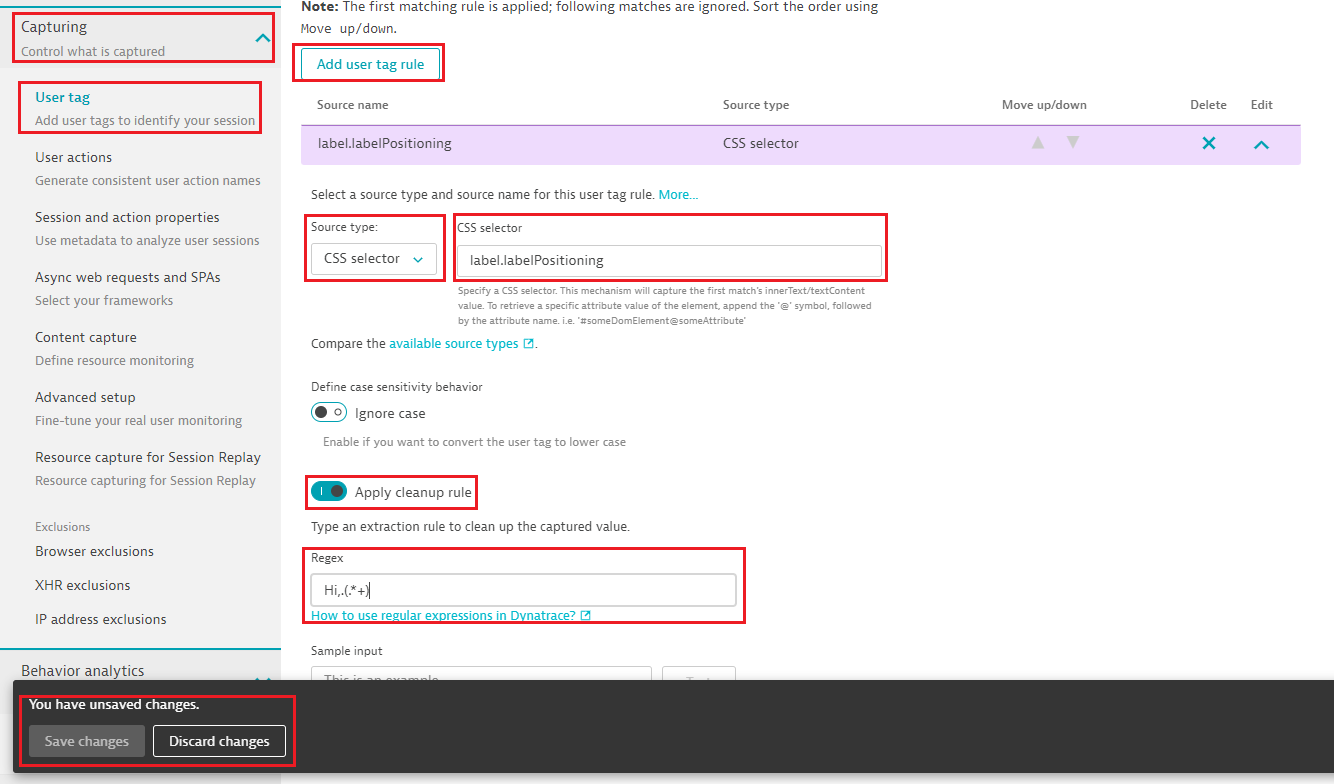 Capturing
Control what is captured
User tag
Add user tags to identify your session
User actions
Generate consistent user action names
Session and action properties
Use metadata to analyze user sessions
Async web requests and SPAs
Select your frameworks
Content capture
Define resource monitoring
Advanced setup
Fine-tune your real user monitoring
Resource capture for Session Replay
Resource capturing for Session Replay
Exclusions
Browser exclusions
XHR exclusions
IP address exclusions
Behavior analytics
Note: The first matching rule is applied; following matches are ignored. Sort the order using
Move up/down.
Add user tag rule
Source name Source type Move up/down Delete Edit
label.labelPositioning CSS selector
Select a source type and source name for this user tag rule. More...
Source type: CSS selector
CSS selector label.labelPositioning
Specify a CSS selector. This mechanism will capture the first match's innerText/textContent
value. To retrieve a specific attribute value of the element, append the '@' symbol, followed
by the attribute name. i.e. '#someDomElement@someAttribute'
Compare the available source types.
Define case sensitivity behavior
Ignore case
Enable if you want to convert the user tag to lower case
Apply cleanup rule
Type an extraction rule to clean up the captured value.
Regex
Hi,.(.*+)
How to use regular expressions in Dynatrace?
Sample input
This is an example
You have unsaved changes.
Save changes Discard changes